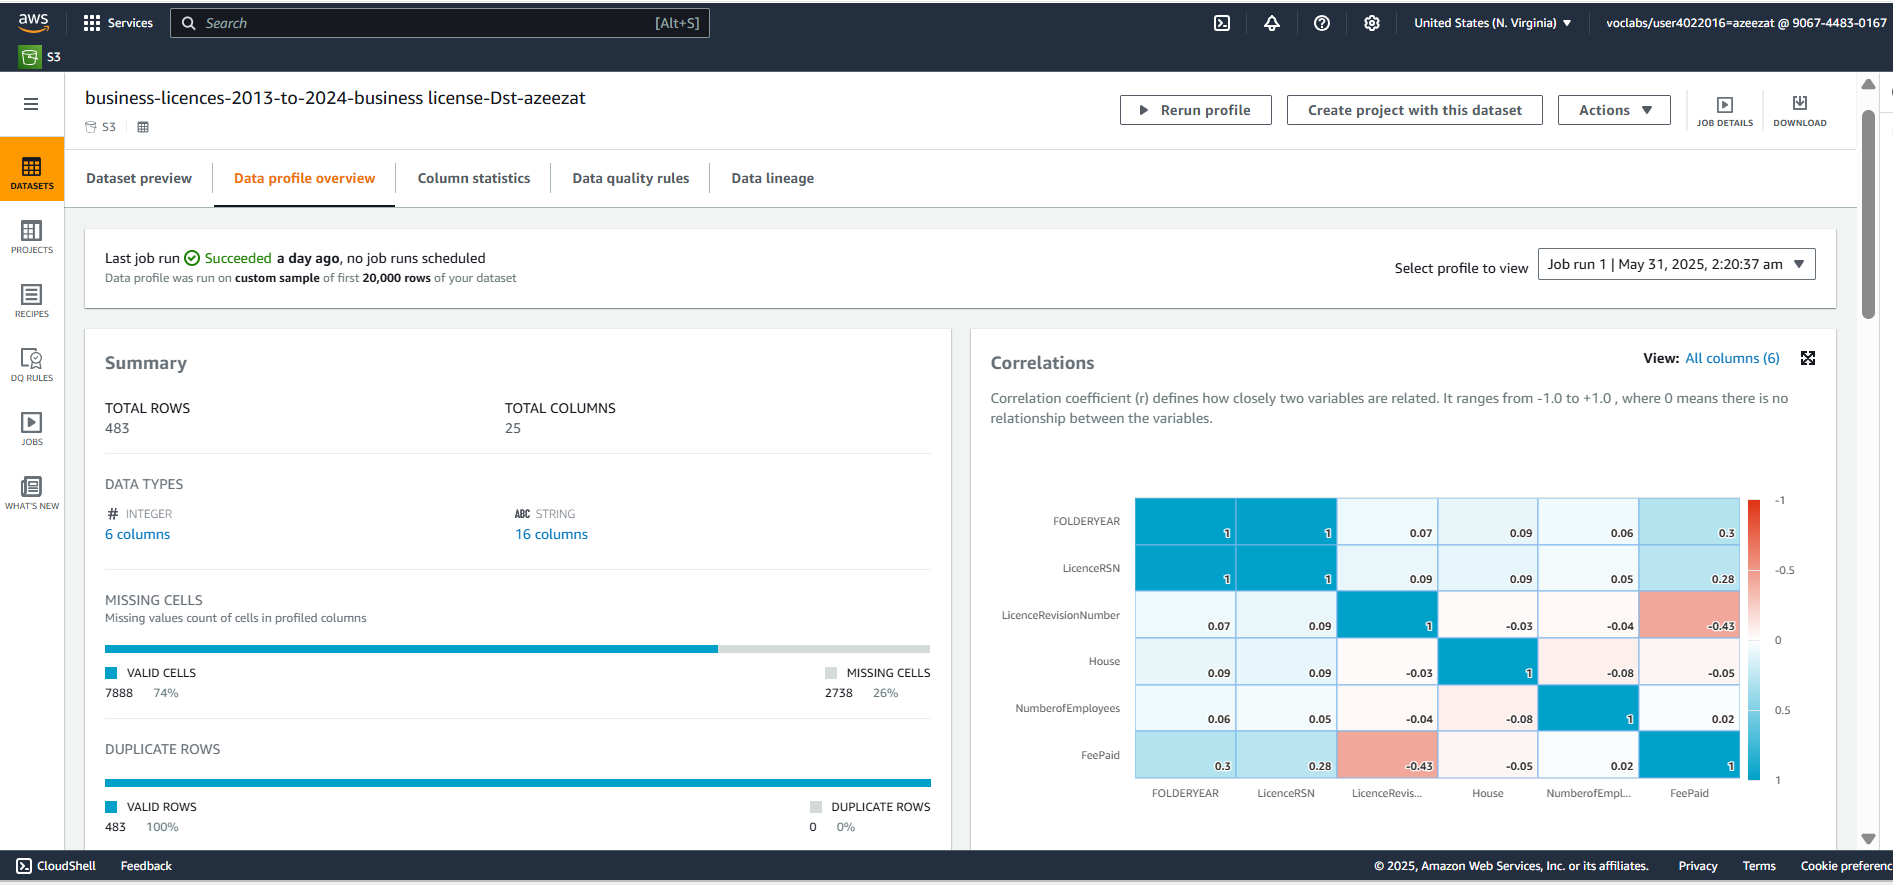 aws
Services
Search
[Alt+S]
United States (N. Virginia)
voclabs/user4022016=azeezat @ 9067-4483-0167
S3
business-licences-2013-to-2024-business license-Dst-azeezat
S3
Rerun profile
Create project with this dataset
Actions
JOB DETAILS
DOWNLOAD
DATASETS
PROJECTS
RECIPES
DQ RULES
JOBS
WHAT'S NEW
Dataset preview
Data profile overview
Column statistics
Data quality rules
Data lineage
Last job run Succeeded a day ago, no job runs scheduled
Data profile was run on custom sample of first 20,000 rows of your dataset
Select profile to view
Job run 1 | May 31, 2025, 2:20:37 am
Summary
TOTAL ROWS
483
TOTAL COLUMNS
25
DATA TYPES
# INTEGER
6 columns
ABC STRING
16 columns
MISSING CELLS
Missing values count of cells in profiled columns
VALID CELLS
7888 74%
MISSING CELLS
2738 26%
DUPLICATE ROWS
VALID ROWS
483 100%
DUPLICATE ROWS
0 0%
Correlations
View: All columns (6)
Correlation coefficient (r) defines how closely two variables are related. It ranges from -1.0 to +1.0 , where 0 means there is no
relationship between the variables.
FOLDERYEAR 1 1 0.07 0.09 0.06 0.3
LicenceRSN 1 1 0.09 0.09 0.05 0.28
LicenceRevisionNumber 0.07 0.09 1 -0.03 -0.04 -0.43
House 0.09 0.09 -0.03 1 -0.08 -0.05
NumberofEmployees 0.06 0.05 -0.04 -0.08 1 0.02
FeePaid 0.3 0.28 -0.43 -0.05 0.02 1
FOLDERYEAR LicenceRSN LicenceRevis... House NumberofEmpl... FeePaid
-1
-0.5
0
0.5
1
CloudShell
Feedback
© 2025, Amazon Web Services, Inc. or its affiliates.
Privacy
Terms
Cookie preferenc